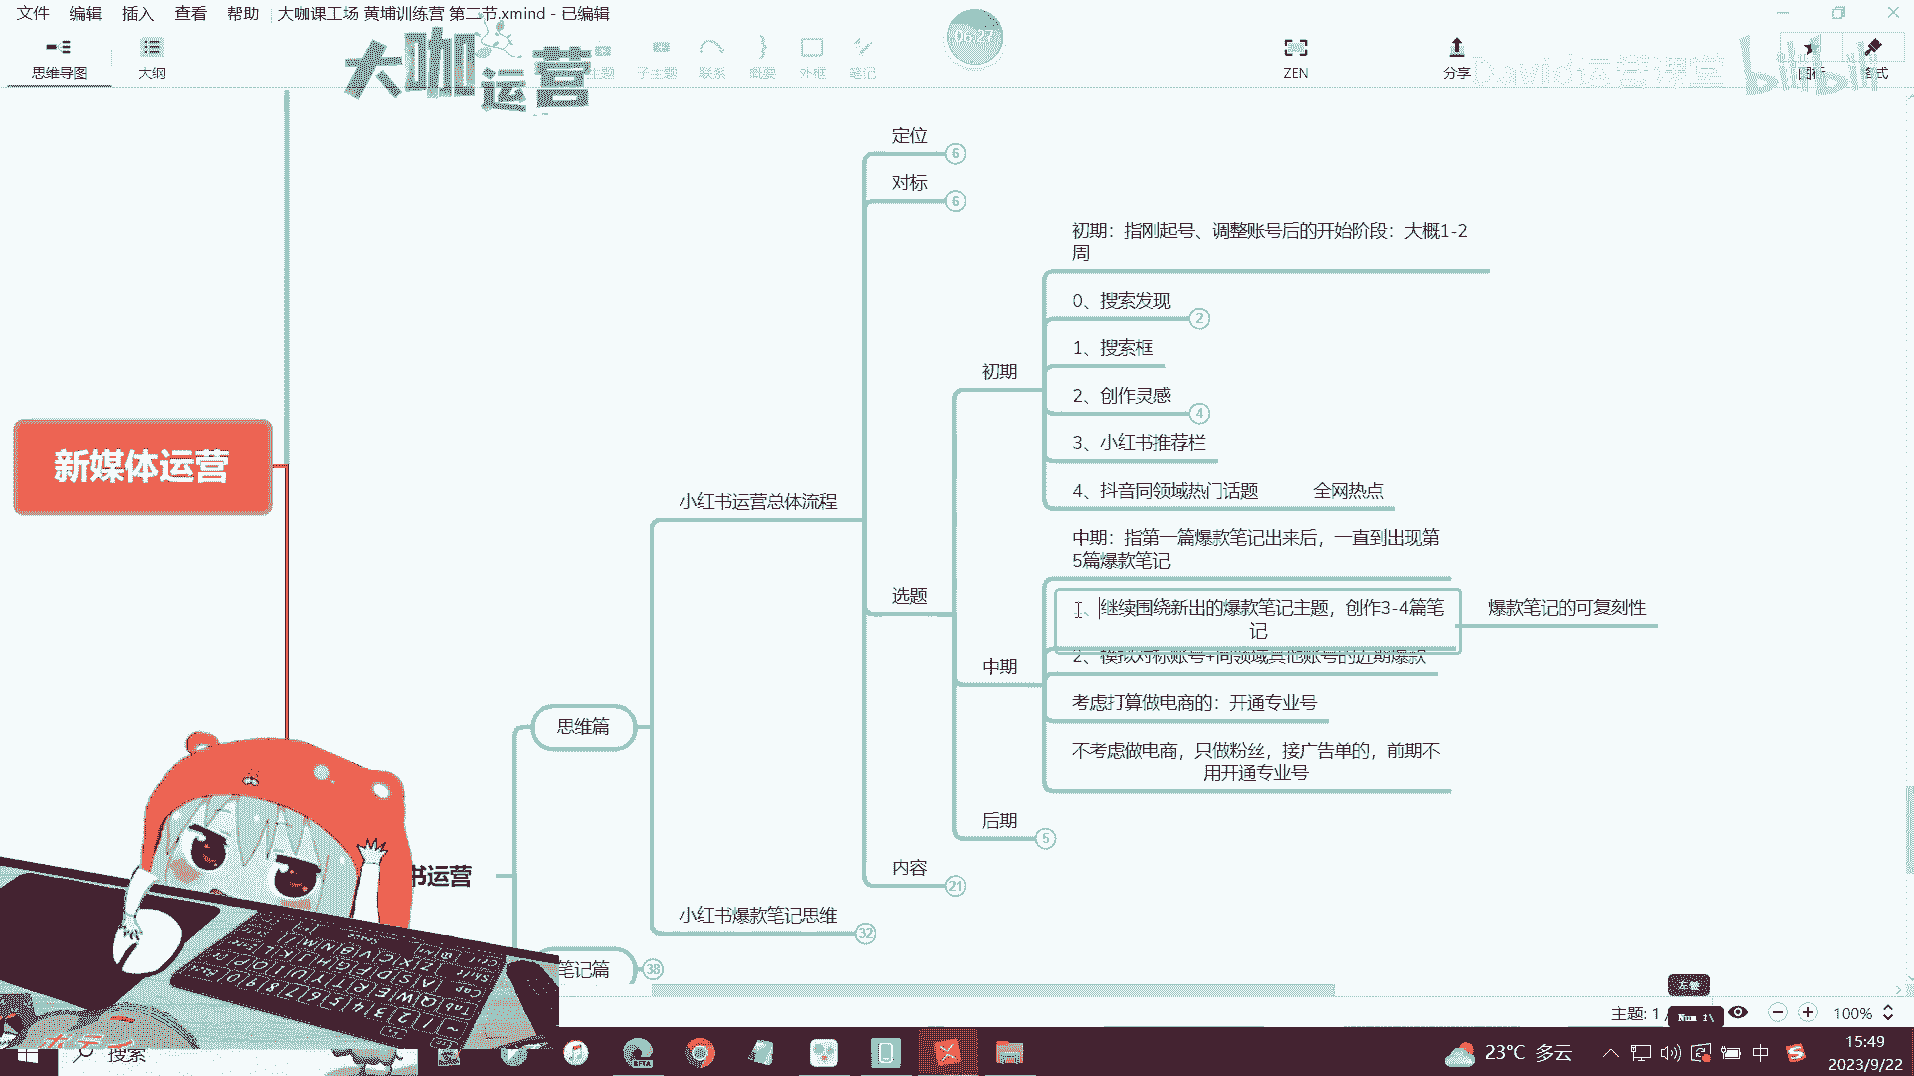 文件 编辑 插入 查看 帮助 大咖课工场 黄埔训练营 第二节.xmind - 已编辑
思维导图 大纲 主题 子主题 联系 概要 外框 笔记 ZEN 分享 图标 格式
大咖运营
06:27
David运营课堂 bilibili
定位 6
对标 6
初期：指刚起号、调整账号后的开始阶段：大概1-2
周
0、搜索发现 2
1、搜索框
初期
2、创作灵感 4
3、小红书推荐栏
4、抖音同领域热门话题 全网热点
新媒体运营
小红书运营总体流程
中期：指第一篇爆款笔记出来后，一直到出现第
5篇爆款笔记
选题
1、继续围绕新出的爆款笔记主题，创作3-4篇笔
记
爆款笔记的可复刻性
2、模拟对标账号+同领域其他账号的近期爆款
中期
考虑打算做电商的：开通专业号
思维篇
不考虑做电商，只做粉丝，接广告单的，前期不
用开通专业号
后期 5
内容 21
书运营
小红书爆款笔记思维 32
笔记篇 38
左键
主题: 1 /
100%
搜索
23°C 多云
中
15:49
2023/9/22